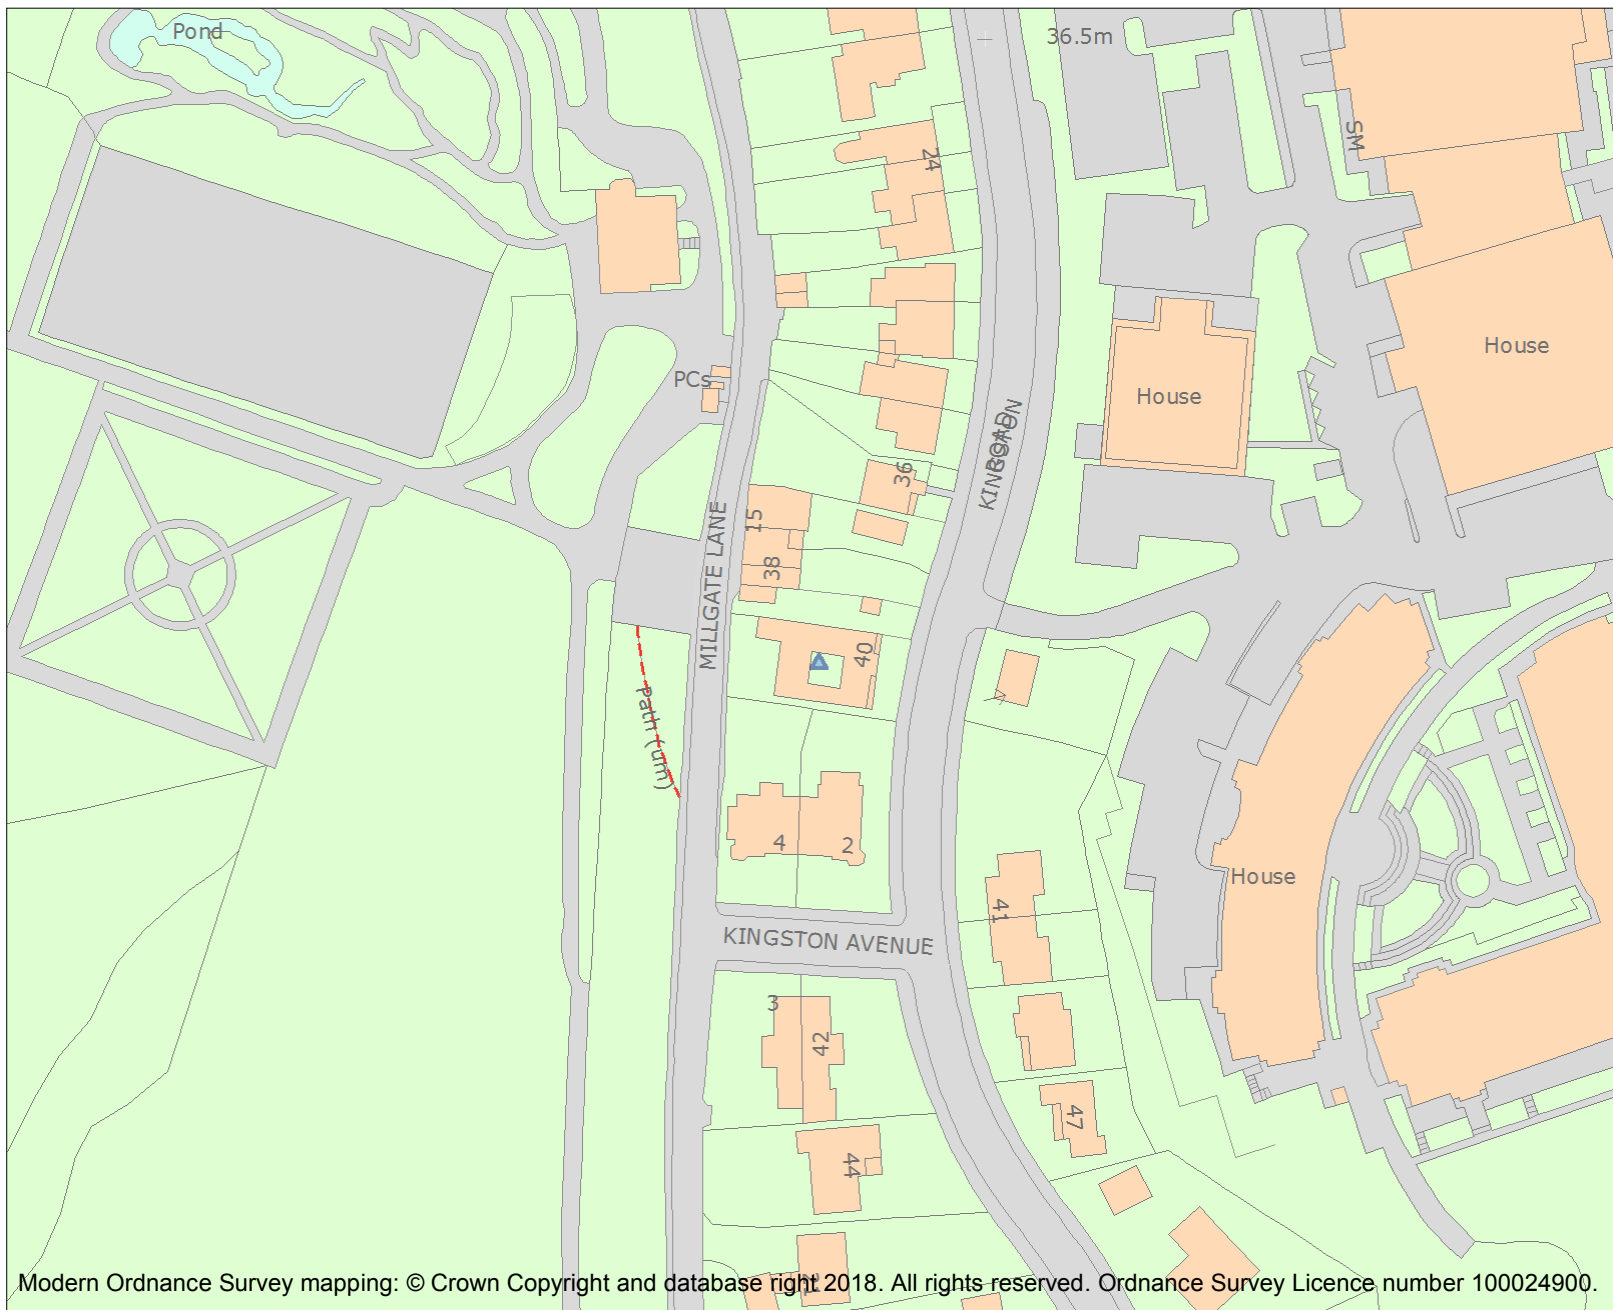 Pond
36.5m
SM
24
House
PCs
House
KINGSTON
ROAD
36
MILLGATE LANE
15
38
40
Path (um)
4
2
House
41
KINGSTON AVENUE
3
42
47
44
Modern Ordnance Survey mapping: © Crown Copyright and database right 2018. All rights reserved. Ordnance Survey Licence number 100024900.